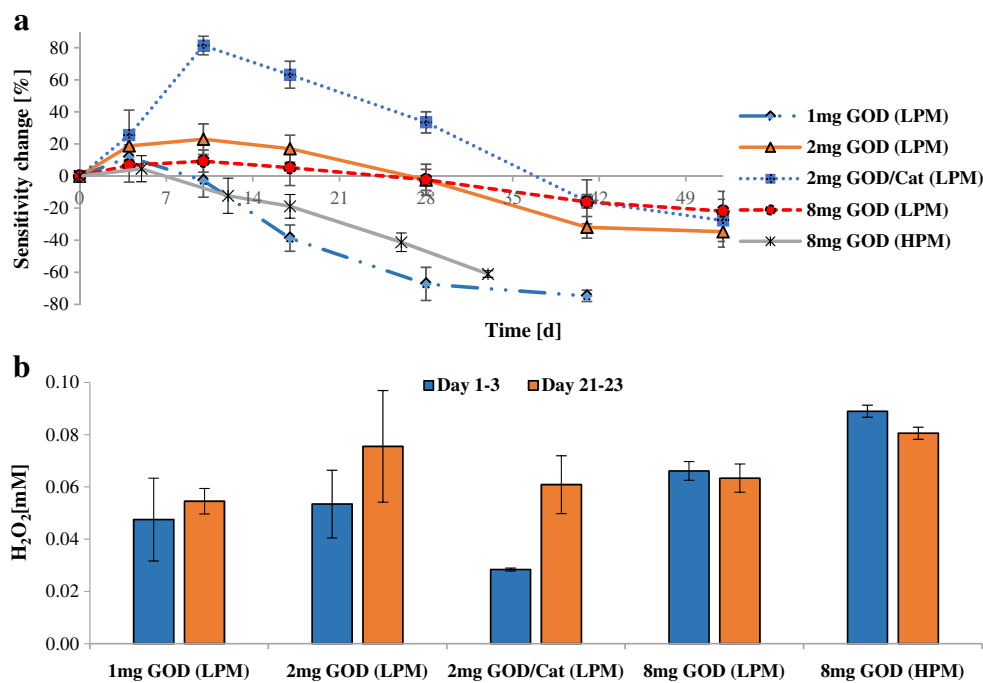 a
Sensitivity change [%]
80
60
40
20
0
-20
-40
-60
-80
0 7 14 21 28 35 42 49
Time [d]
1mg GOD (LPM)
2mg GOD (LPM)
2mg GOD/Cat (LPM)
8mg GOD (LPM)
8mg GOD (HPM)
b
H₂O₂[mM]
0.10
0.08
0.06
0.04
0.02
0.00
Day 1-3 Day 21-23
1mg GOD (LPM) 2mg GOD (LPM) 2mg GOD/Cat (LPM) 8mg GOD (LPM) 8mg GOD (HPM)